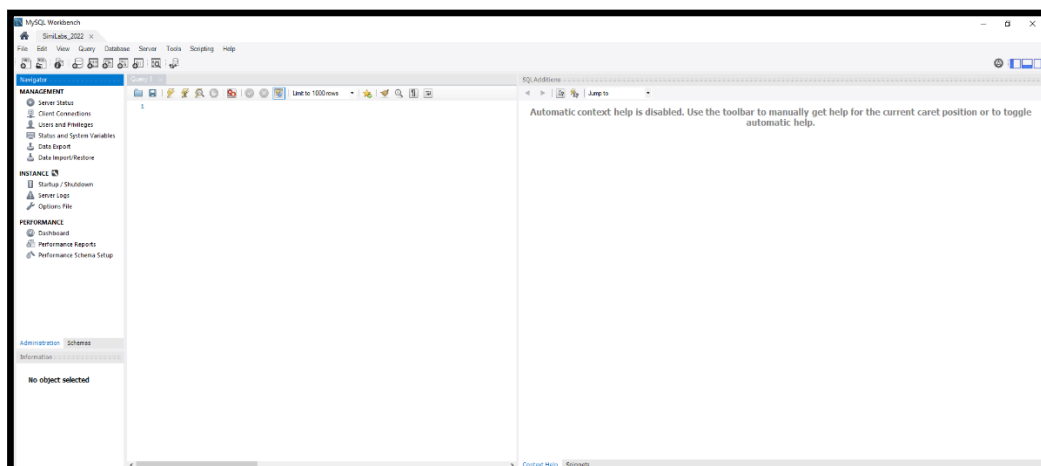 MySQL Workbench
SimiLabs_2022 ×
File Edit View Query Database Server Tools Scripting Help
Navigator
MANAGEMENT
Server Status
Client Connections
Users and Privileges
Status and System Variables
Data Export
Data Import/Restore
INSTANCE
Startup / Shutdown
Server Logs
Options File
PERFORMANCE
Dashboard
Performance Reports
Performance Schema Setup
Administration Schemas
Information
No object selected
Query 1 ×
Limit to 1000 rows
1
SQLAdditions
Jump to
Automatic context help is disabled. Use the toolbar to manually get help for the current caret position or to toggle
automatic help.
Context Help Snippets